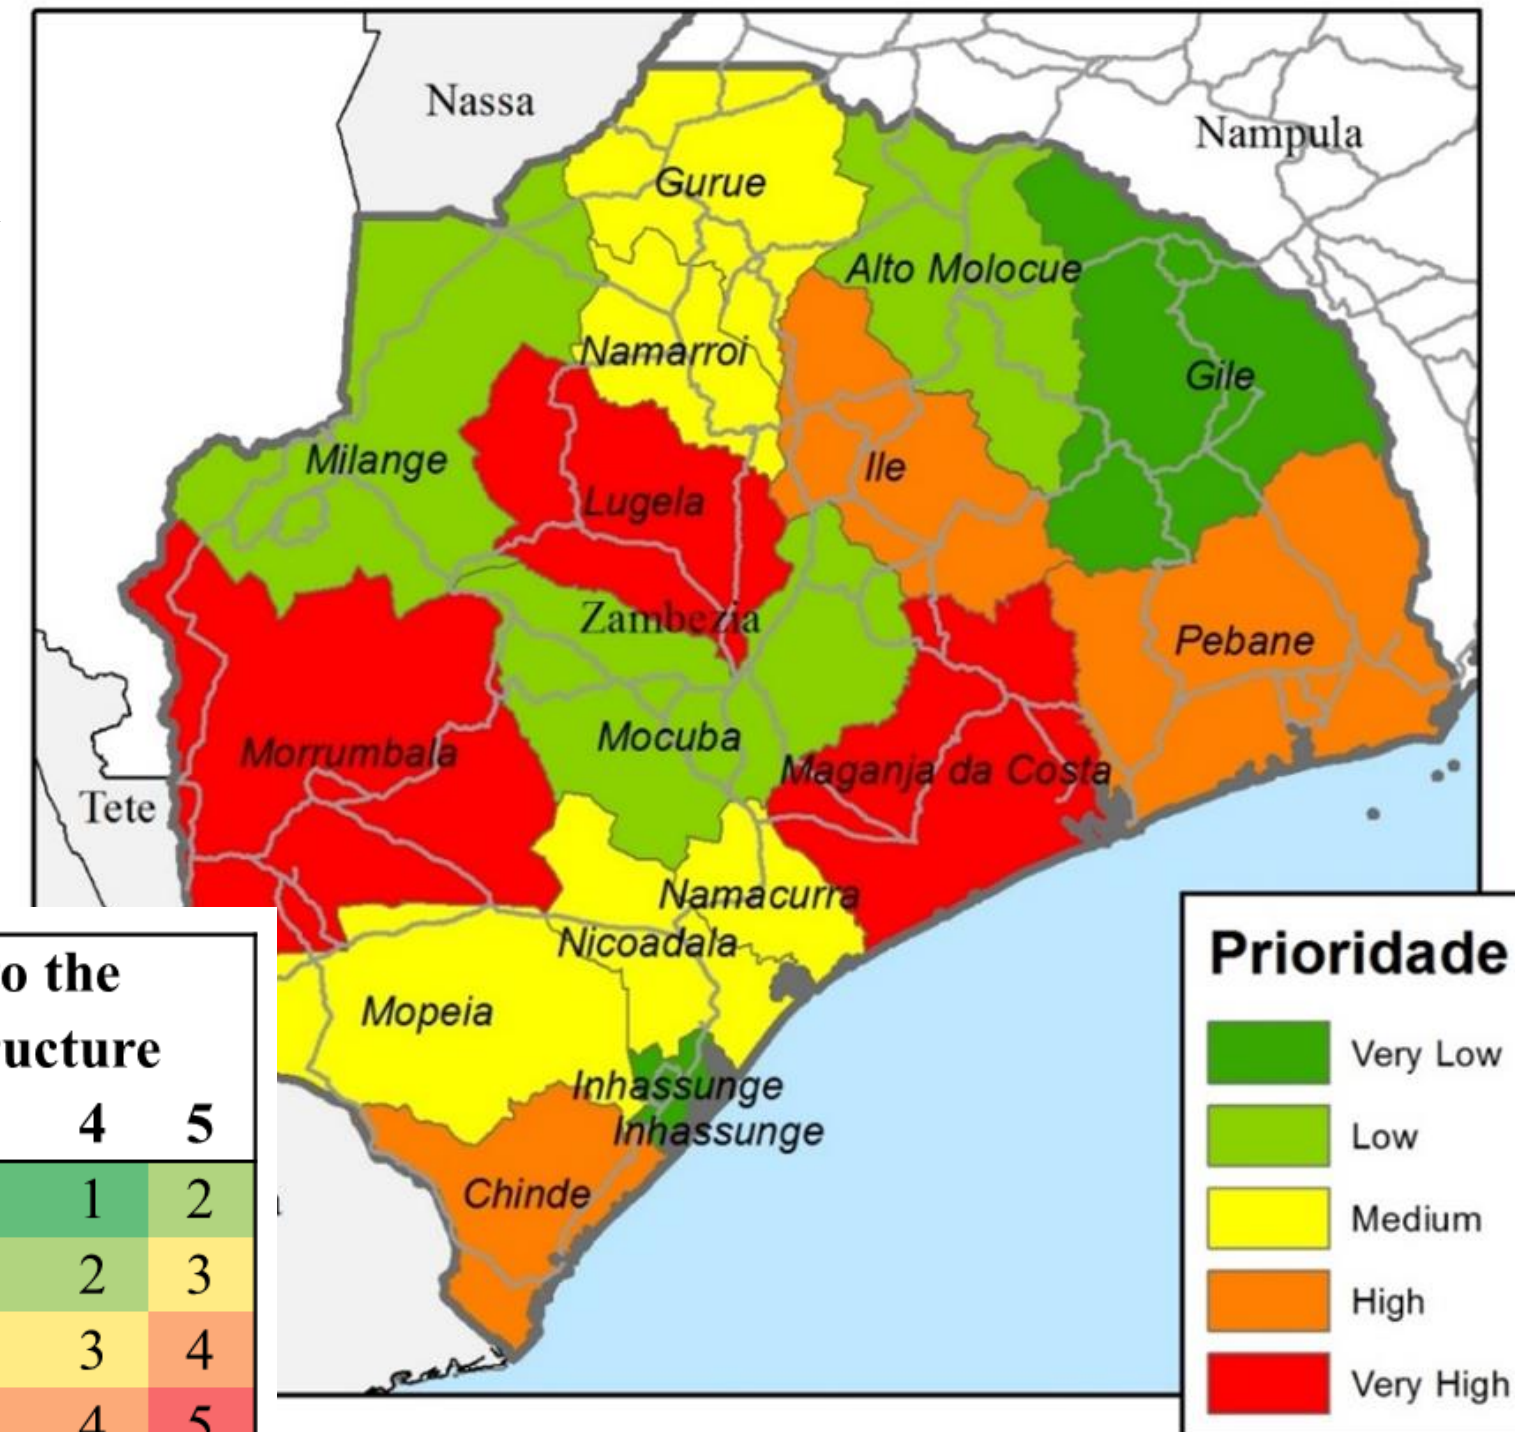 Nassa
Nampula
Gurue
Alto Molocue
Namarroi
Gile
Milange
Ile
Lugela
Zambezia
Pebane
Mocuba
Morrumbala
Maganja da Costa
Tete
Namacurra
Nicoadala
Mopeia
Inhassunge
Inhassunge
Chinde
Prioridade
Very Low
Low
Medium
High
Very High
o the
ucture
4 5
1 2
2 3
3 4
4 5